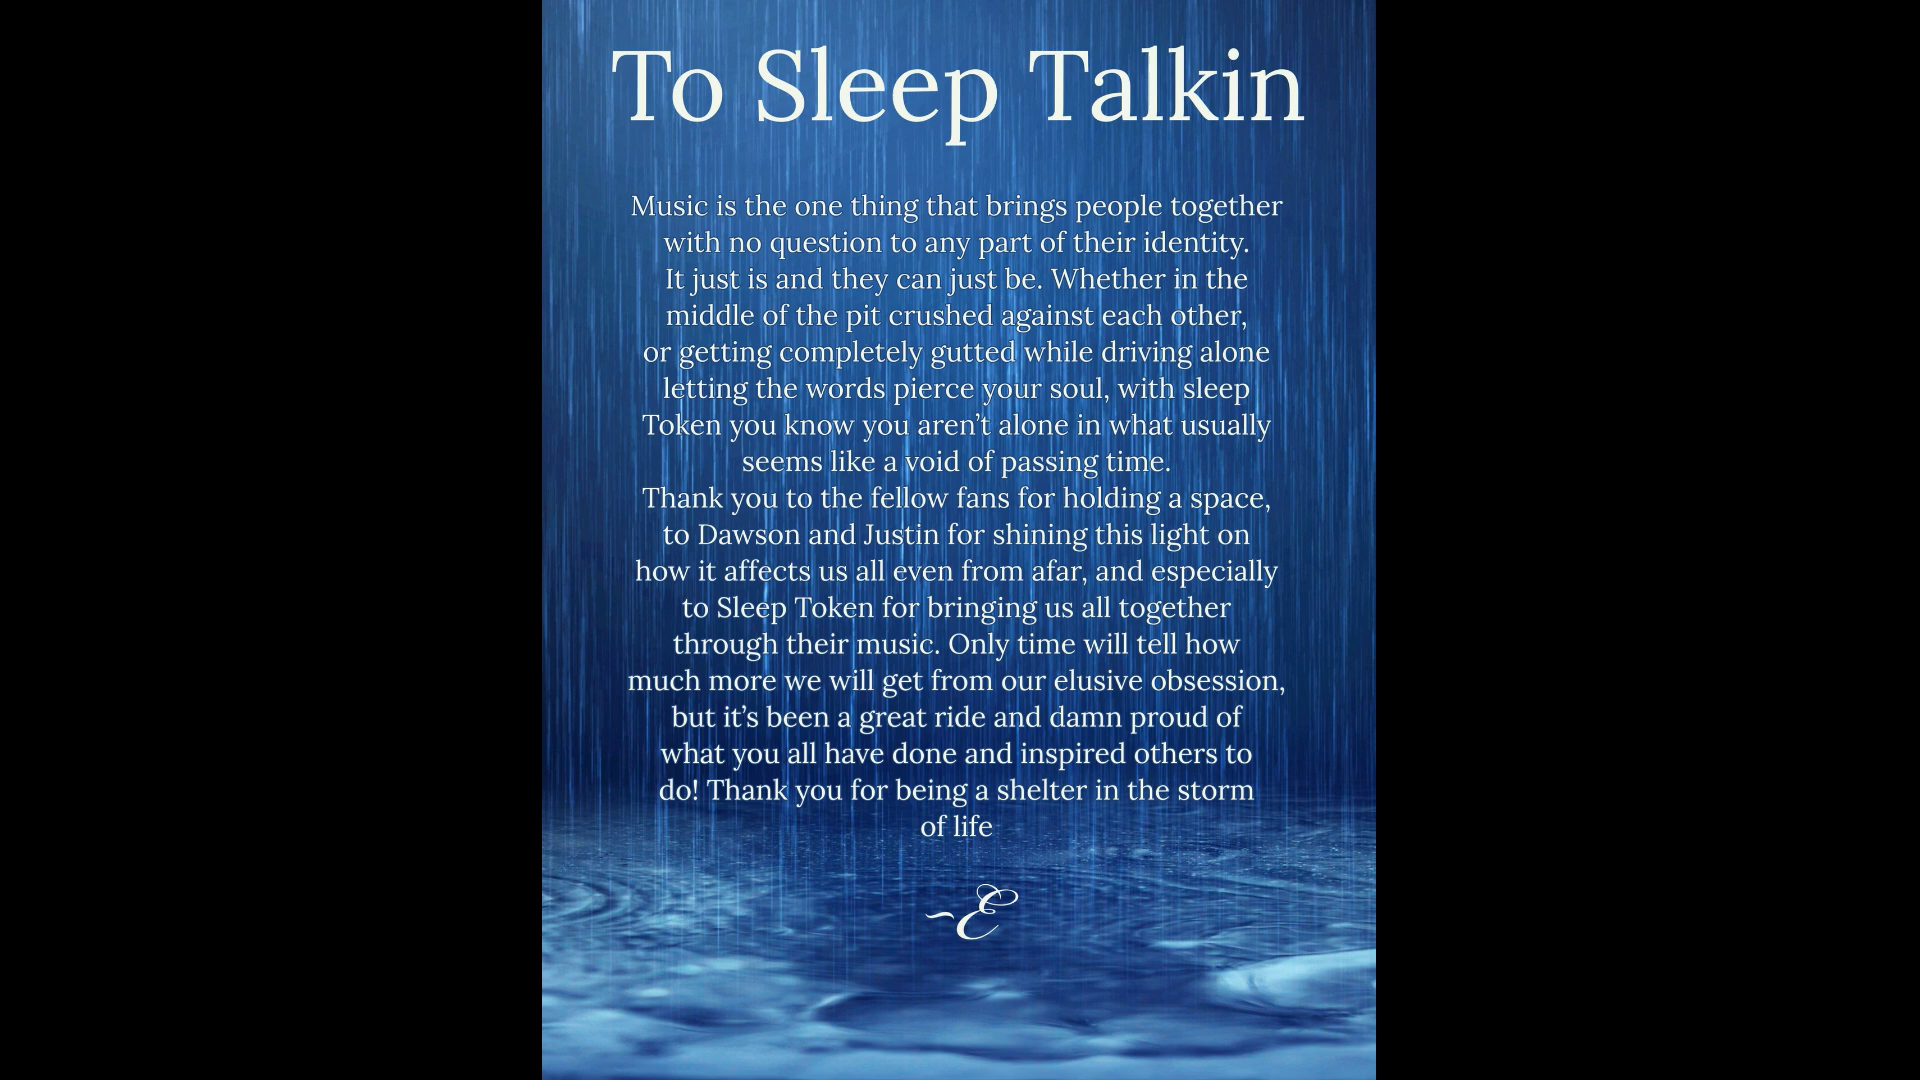 To Sleep Talkin
Music is the one thing that brings people together
with no question to any part of their identity.
It just is and they can just be. Whether in the
middle of the pit crushed against each other,
or getting completely gutted while driving alone
letting the words pierce your soul, with sleep
Token you know you aren’t alone in what usually
seems like a void of passing time.
Thank you to the fellow fans for holding a space,
to Dawson and Justin for shining this light on
how it affects us all even from afar, and especially
to Sleep Token for bringing us all together
through their music. Only time will tell how
much more we will get from our elusive obsession,
but it’s been a great ride and damn proud of
what you all have done and inspired others to
do! Thank you for being a shelter in the storm
of life
~E